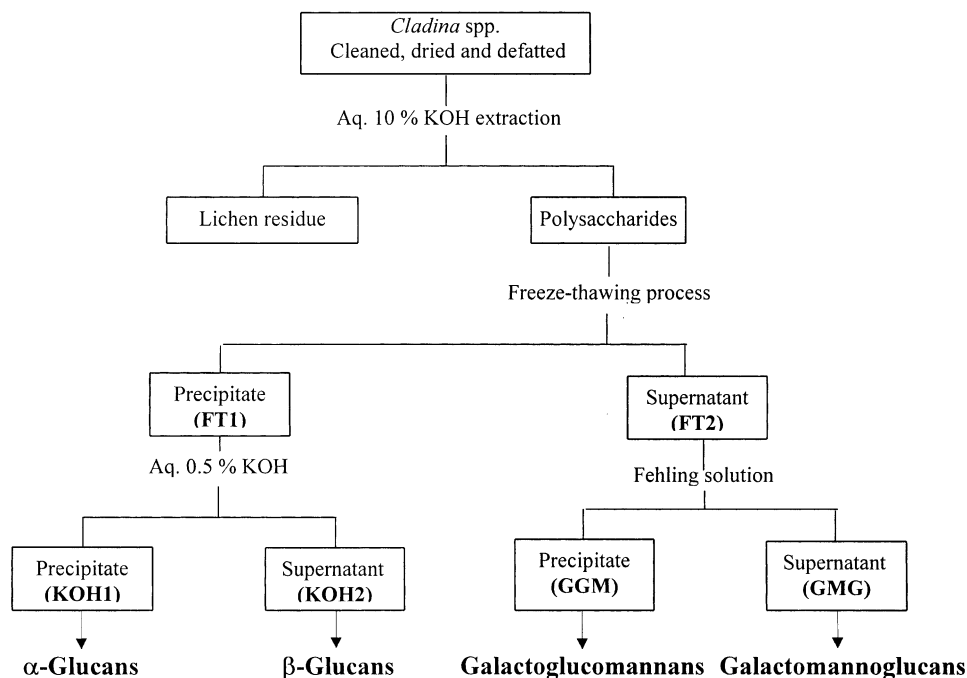 Cladina spp.
Cleaned, dried and defatted
Aq. 10 % KOH extraction
Lichen residue
Polysaccharides
Freeze-thawing process
Precipitate
(FT1)
Supernatant
(FT2)
Aq. 0.5 % KOH
Fehling solution
Precipitate
(KOH1)
Supernatant
(KOH2)
Precipitate
(GGM)
Supernatant
(GMG)
α-Glucans
β-Glucans
Galactoglucomannans
Galactomannoglucans